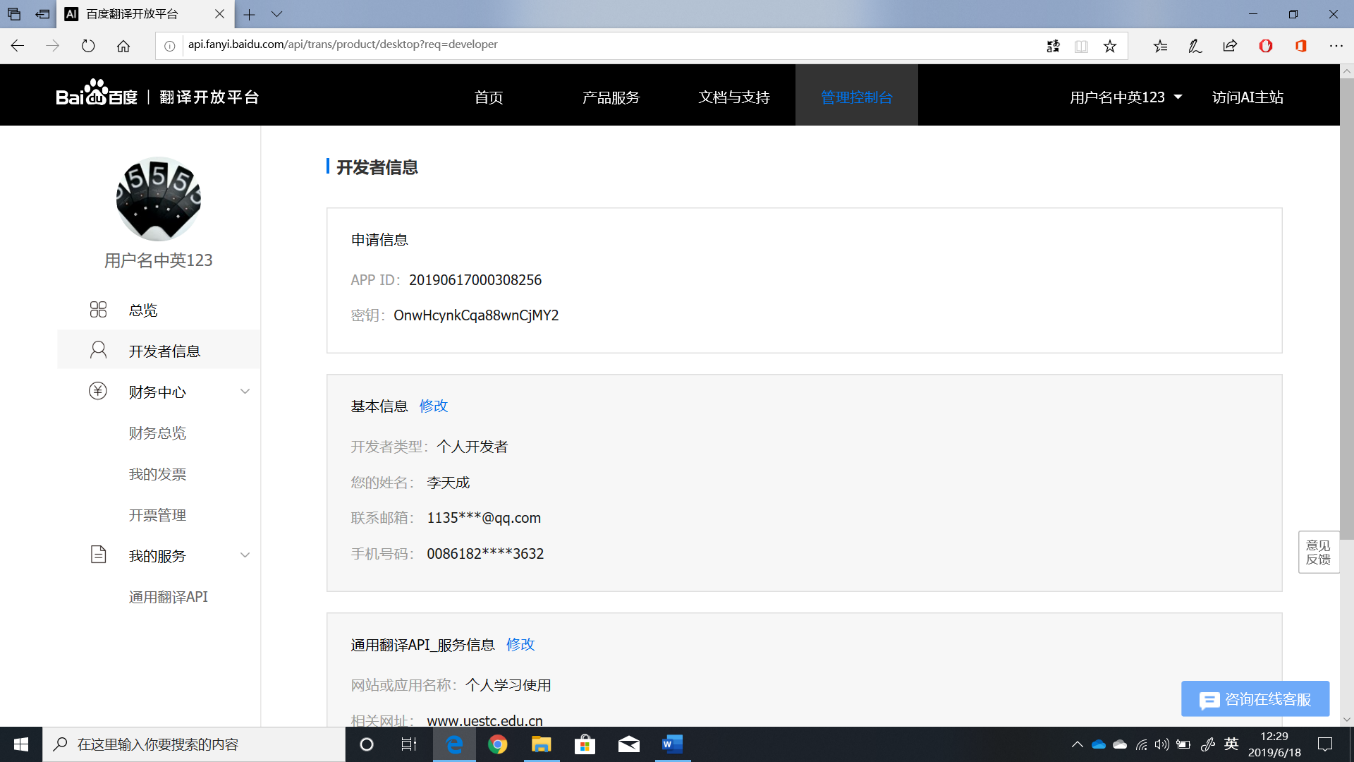 AI 百度翻译开放平台
api.fanyi.baidu.com/api/trans/product/desktop?req=developer
Bai du 百度 | 翻译开放平台 首页 产品服务 文档与支持 管理控制台 用户名中英123 访问AI主站
5 5 5 5
用户名中英123
总览
开发者信息
财务中心
财务总览
我的发票
开票管理
我的服务
通用翻译API
开发者信息
申请信息
APP ID: 20190617000308256
密钥: OnwHcynkCqa88wnCjMY2
基本信息 修改
开发者类型: 个人开发者
您的姓名: 李天成
联系邮箱: 1135***@qq.com
手机号码: 0086182****3632
通用翻译API_服务信息 修改
网站或应用名称: 个人学习使用
相关网址: www.uestc.edu.cn
意见
反馈
咨询在线客服
在这里输入你要搜索的内容
英
12:29
2019/6/18